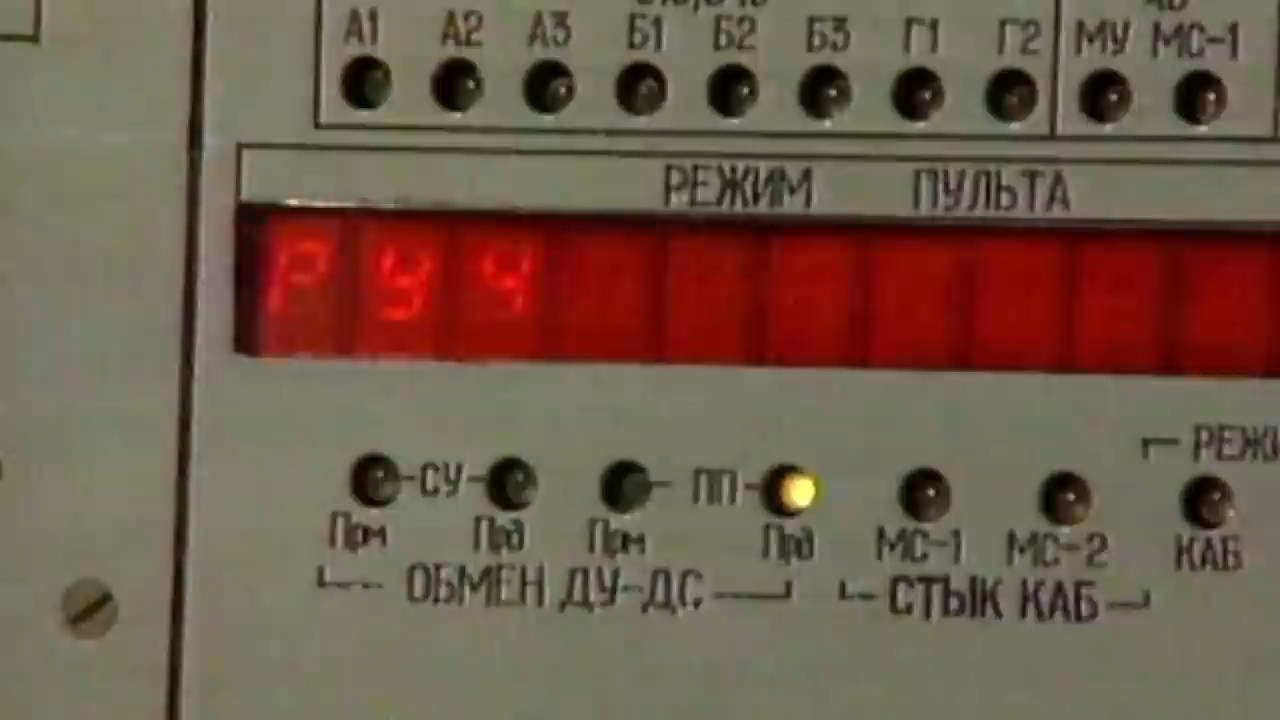 А1 А2 А3 Б1 Б2 Б3 Г1 Г2 МУ МС-1
РЕЖИМ ПУЛЬТА
РУЧ
СУ ПП
Прм Прд Прм Прд МС-1 МС-2 КАБ
ОБМЕН ДУ-ДС СТЫК КАБ